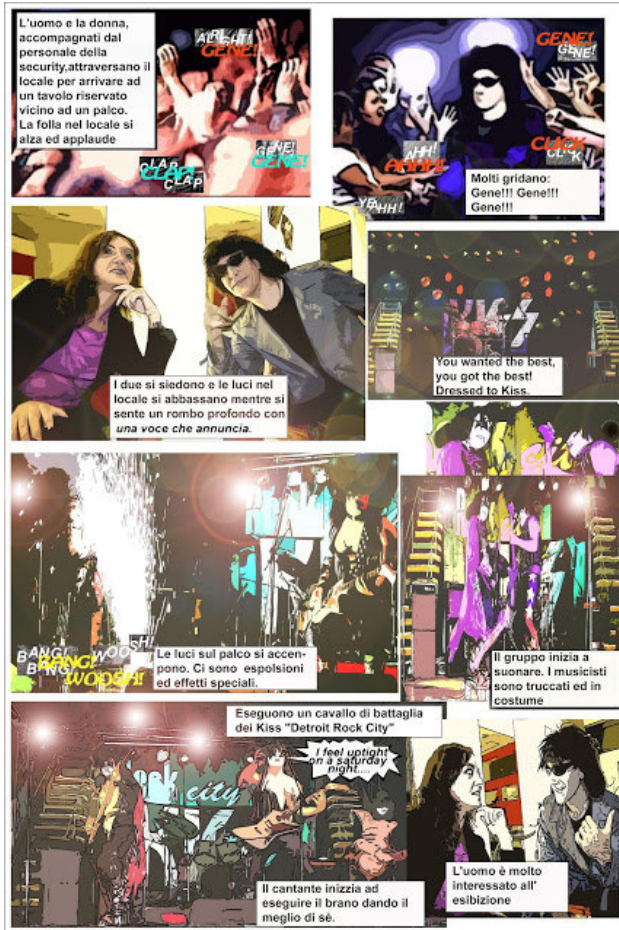 L'uomo e la donna,
accompagnati dal
personale della
security,attraversano il
locale per arrivare ad
un tavolo riservato
vicino ad un palco.
La folla nel locale si
alza ed applaude
GENE!
CLAP!
CLAP
GENE!
GENE!
GENE!
GENE!
AHH!
AHHH!
CLICK
YEAHH!
Molti gridano:
Gene!!! Gene!!!
Gene!!!
I due si siedono e le luci nel
locale si abbassano mentre si
sente un rombo profondo con
una voce che annuncia.
KISS
You wanted the best,
you got the best!
Dressed to Kiss.
BANG!
BANG!
BANG!
WOOSH!
WOOSH!
Le luci sul palco si accen-
pono. Ci sono espolsioni
ed effetti speciali.
Il gruppo inizia a
suonare. I musicisti
sono truccati ed in
costume
Eseguono un cavallo di battaglia
dei Kiss "Detroit Rock City"
I feel uptight
on a saturday
night....
rock city
Il cantante inizzia ad
eseguire il brano dando il
meglio di sè.
L'uomo è molto
interessato all'
esibizione